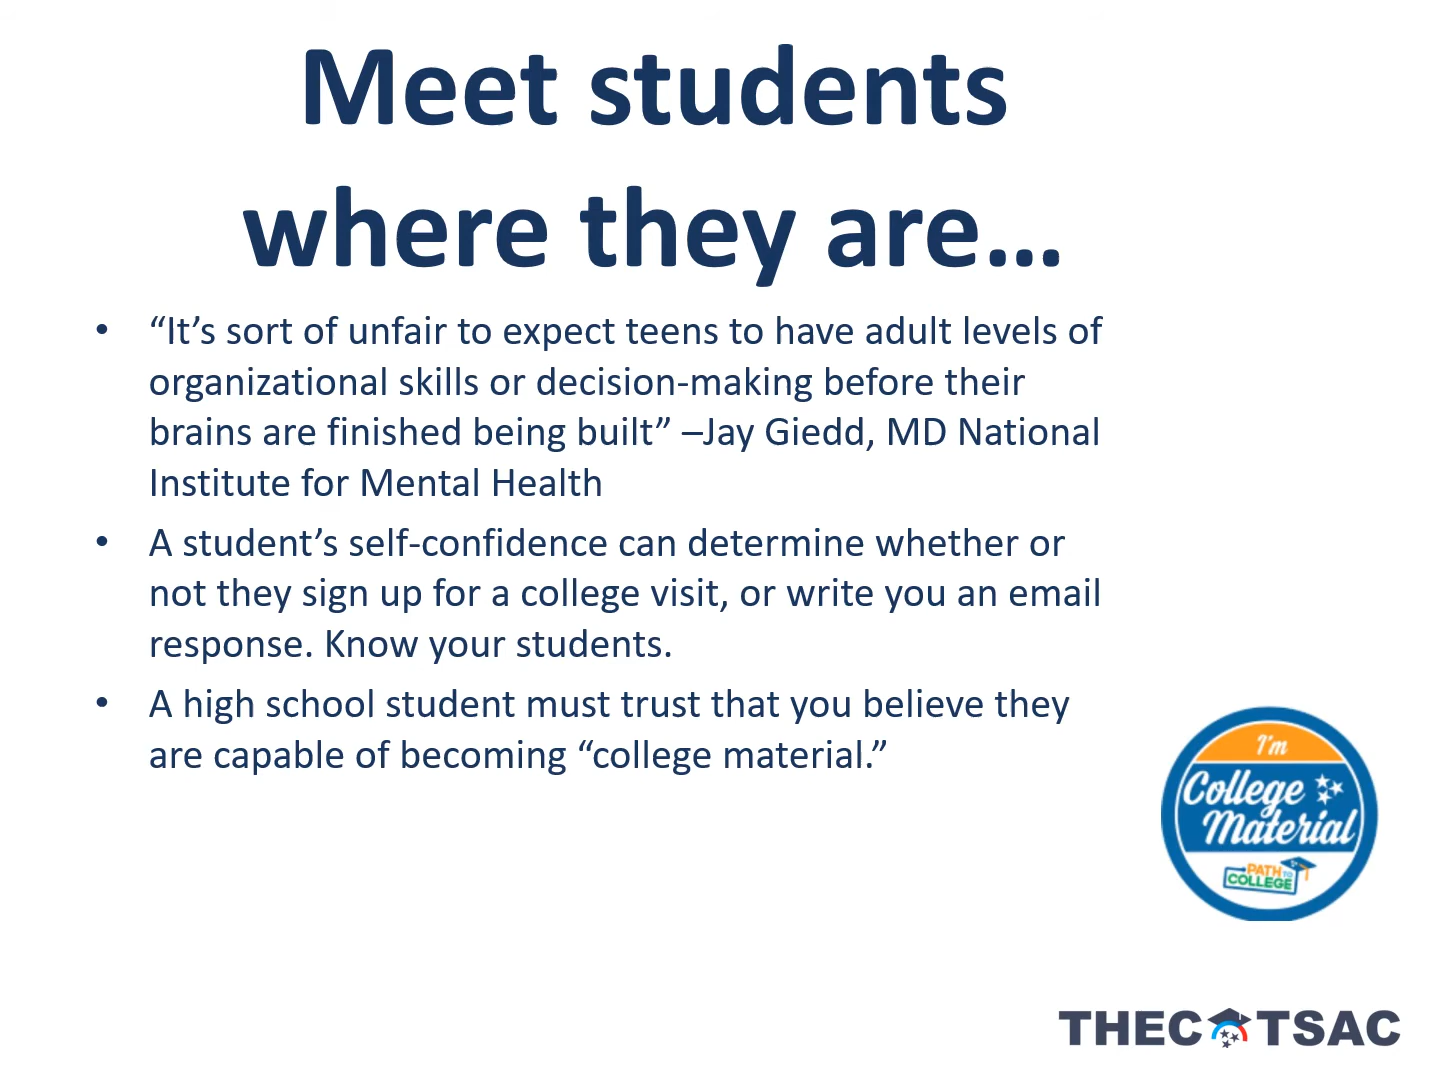 Meet students
where they are…
• “It’s sort of unfair to expect teens to have adult levels of
organizational skills or decision-making before their
brains are finished being built” –Jay Giedd, MD National
Institute for Mental Health
• A student’s self-confidence can determine whether or
not they sign up for a college visit, or write you an email
response. Know your students.
• A high school student must trust that you believe they
are capable of becoming “college material.”
I'm
College
Material
PATH TO
COLLEGE
THEC TSAC